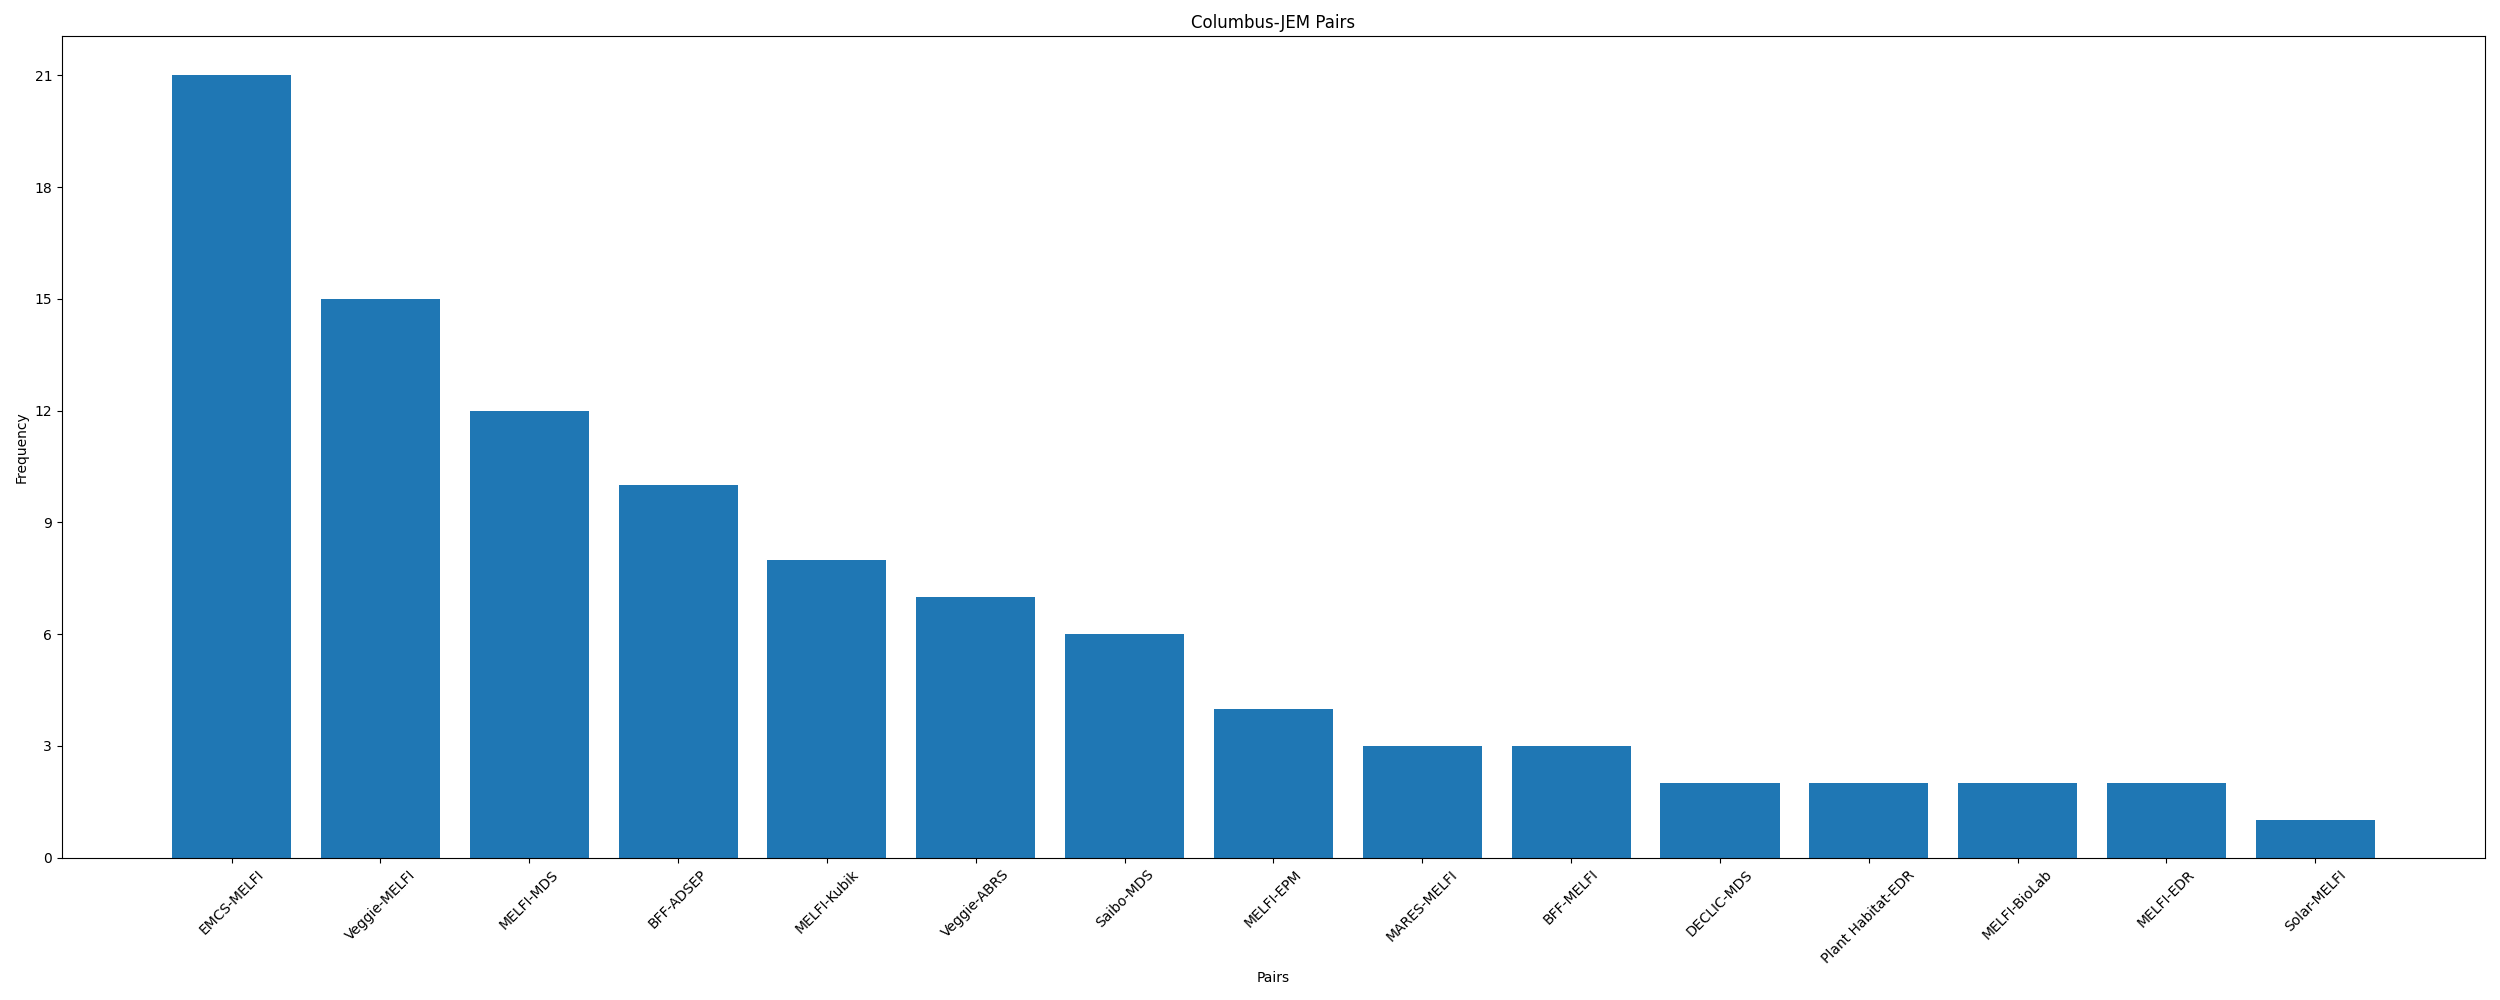 Columbus-JEM Pairs
Frequency
21
18
15
12
9
6
3
0
EMCS-MELFI
Veggie-MELFI
MELFI-MDS
BFF-ADSEP
MELFI-Kubik
Veggie-ABRS
Saibo-MDS
MELFI-EPM
MARES-MELFI
BFF-MELFI
DECLIC-MDS
Plant Habitat-EDR
MELFI-BioLab
MELFI-EDR
Solar-MELFI
Pairs